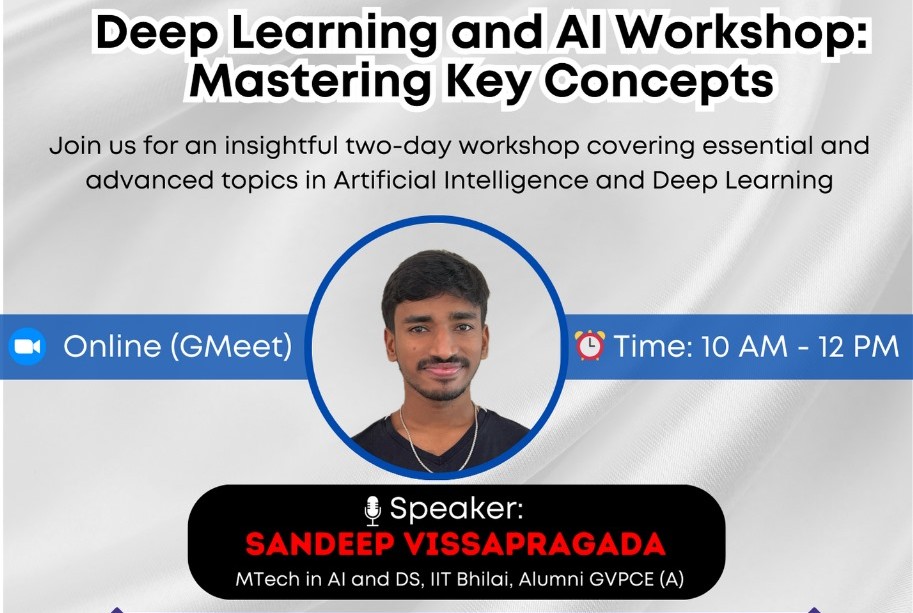 Deep Learning and AI Workshop:
Mastering Key Concepts
Join us for an insightful two-day workshop covering essential and
advanced topics in Artificial Intelligence and Deep Learning
Online (GMeet)
Time: 10 AM - 12 PM
Speaker:
SANDEEP VISSAPRAGADA
MTech in AI and DS, IIT Bhilai, Alumni GVPCE (A)